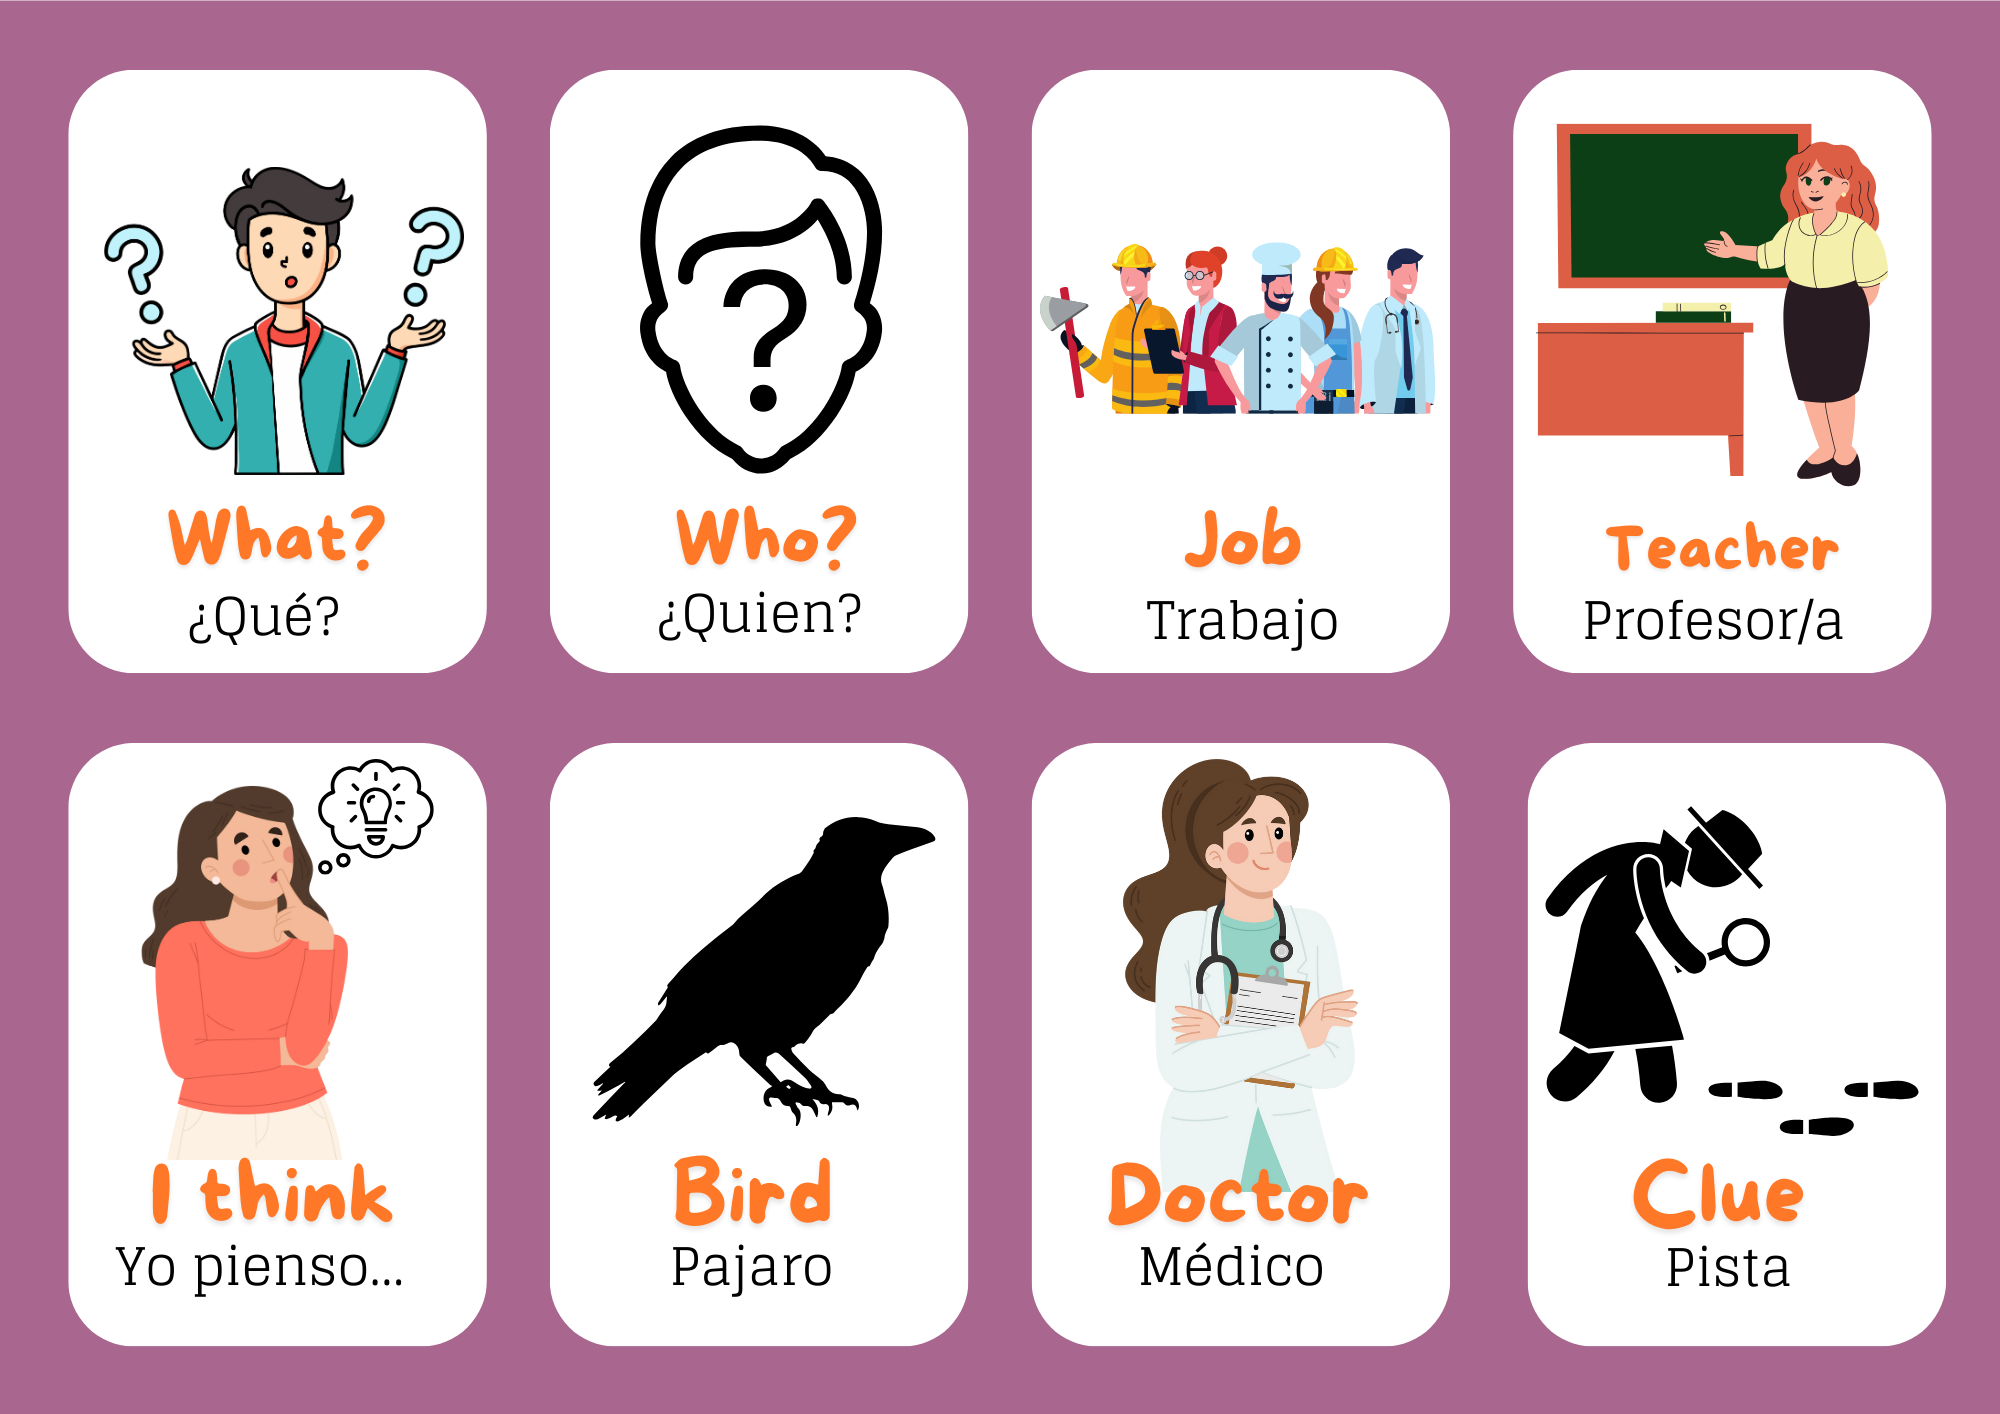 What?
¿Qué?
Who?
¿Quien?
Job
Trabajo
Teacher
Profesor/a
I think
Yo pienso...
Bird
Pajaro
Doctor
Médico
Clue
Pista